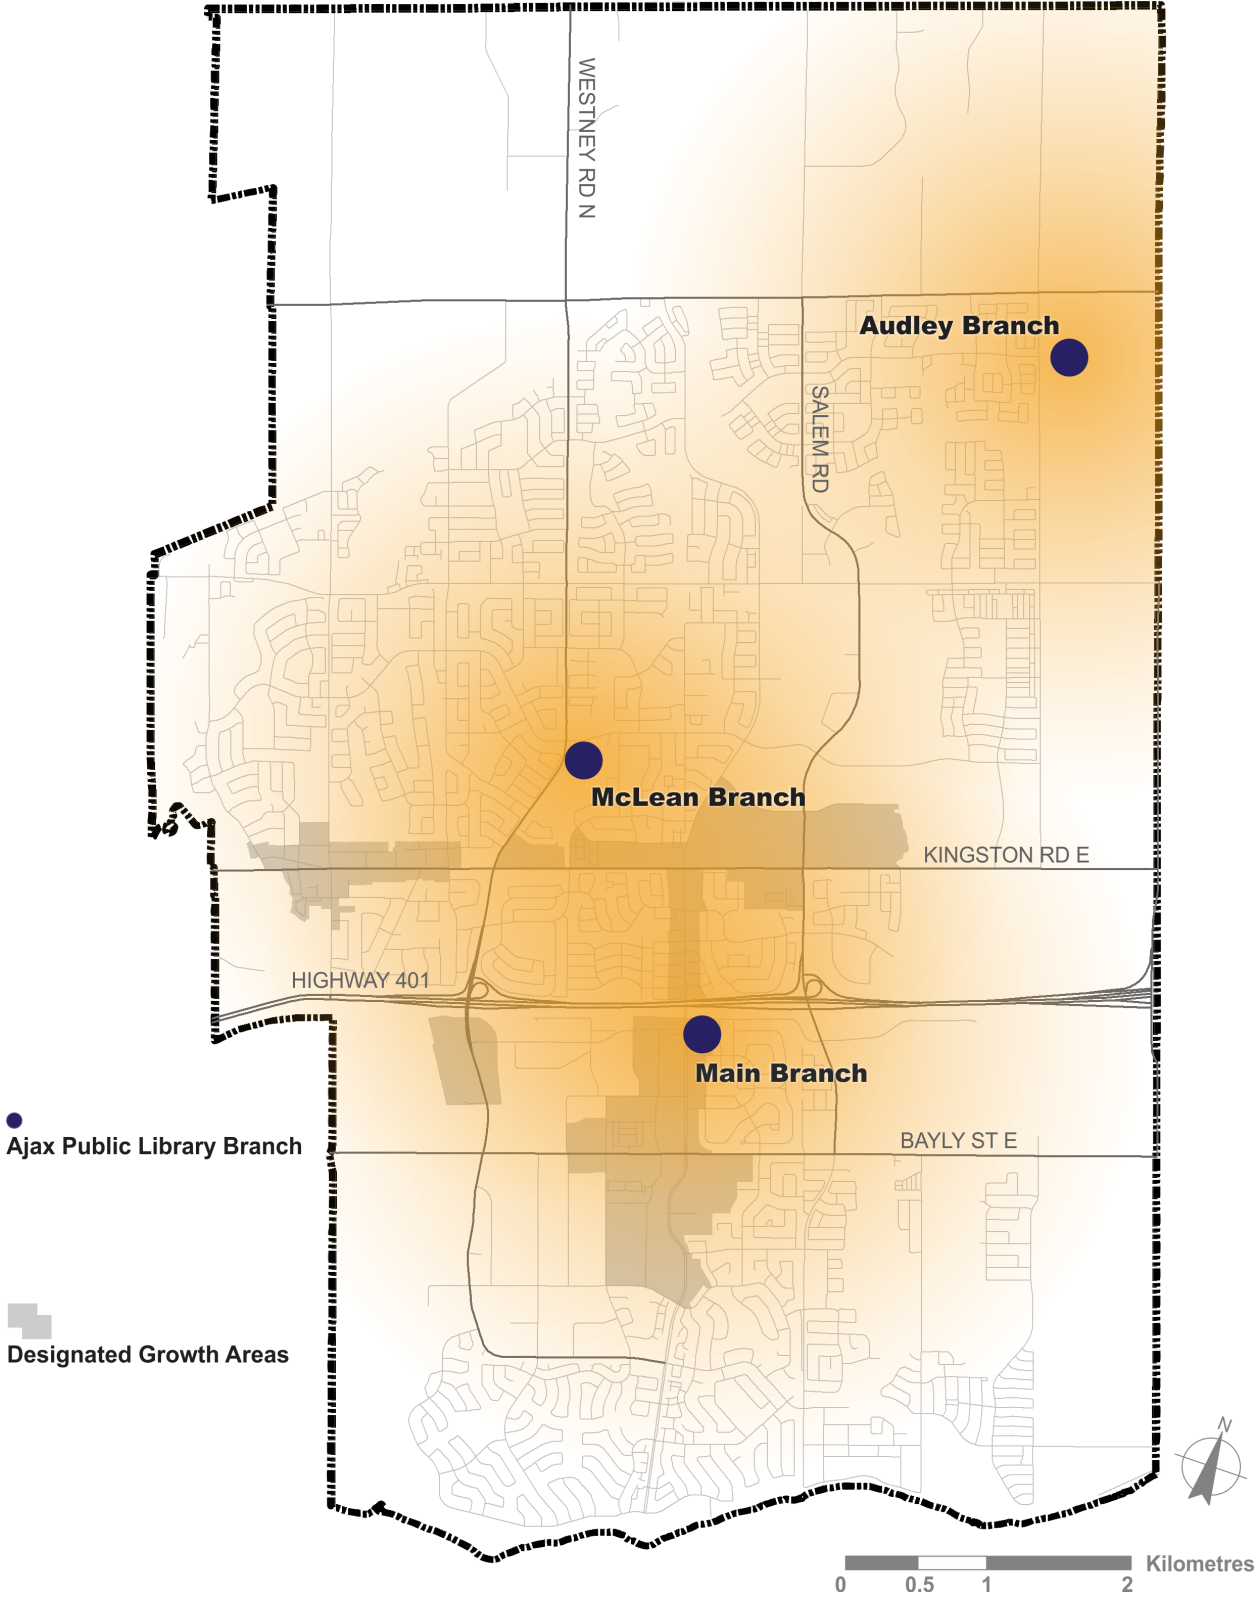 WESTNEY RD N
Audley Branch
SALEM RD
McLean Branch
KINGSTON RD E
HIGHWAY 401
Main Branch
BAYLY ST E
Ajax Public Library Branch
Designated Growth Areas
N
Kilometres
0 0.5 1 2